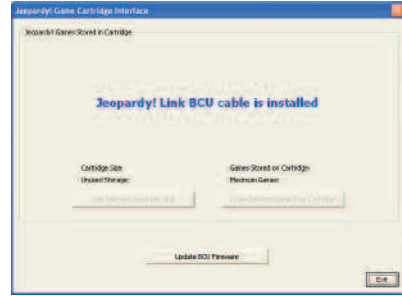 Jeopardy! Game Cartridge Interface
Jeopardy! Games Stored in Cartridge
Jeopardy! Link BCU cable is installed
Cartridge Size:
Games Stored on Cartridge:
Unused Storage:
Maximum Games:
Update BCU Firmware
Exit